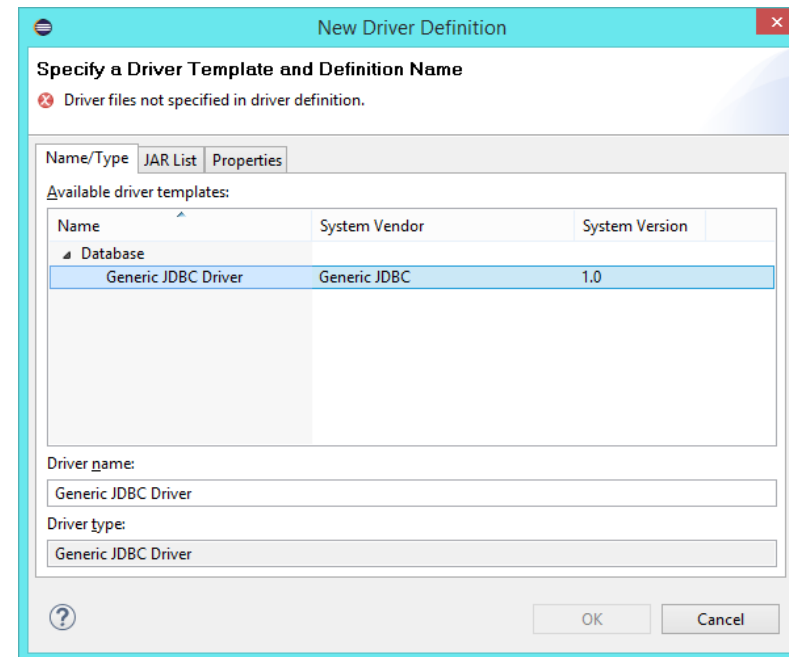 New Driver Definition
Specify a Driver Template and Definition Name
Driver files not specified in driver definition.
Name/Type JAR List Properties
Available driver templates:
Name System Vendor System Version
Database
Generic JDBC Driver Generic JDBC 1.0
Driver name:
Generic JDBC Driver
Driver type:
Generic JDBC Driver
? OK Cancel